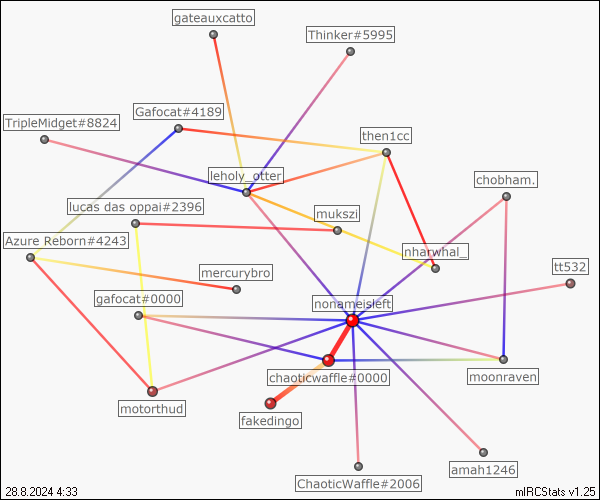 gateauxcatto
Thinker#5995
Gafocat#4189
TripleMidget#8824
then1cc
leholy_otter
chobham.
lucas das oppai#2396
mukszi
Azure Reborn#4243
nharwhal_
mercurybro
tt532
gafocat#0000
nonameisleft
chaoticwaffle#0000
moonraven
motorthud
fakedingo
amah1246
ChaoticWaffle#2006
28.8.2024 4:33
mIRCStats v1.25